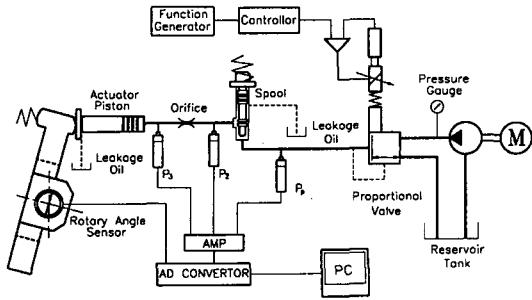 Function
Generator
Controllor
Actuator
Piston
Orifice
Spool
Pressure
Gauge
Leakage
Oil
Leakage
Oil
P3
P2
Pp
M
Proportional
Valve
Rotary Angle
Sensor
AMP
AD CONVERTOR
PC
Reservoir
Tank